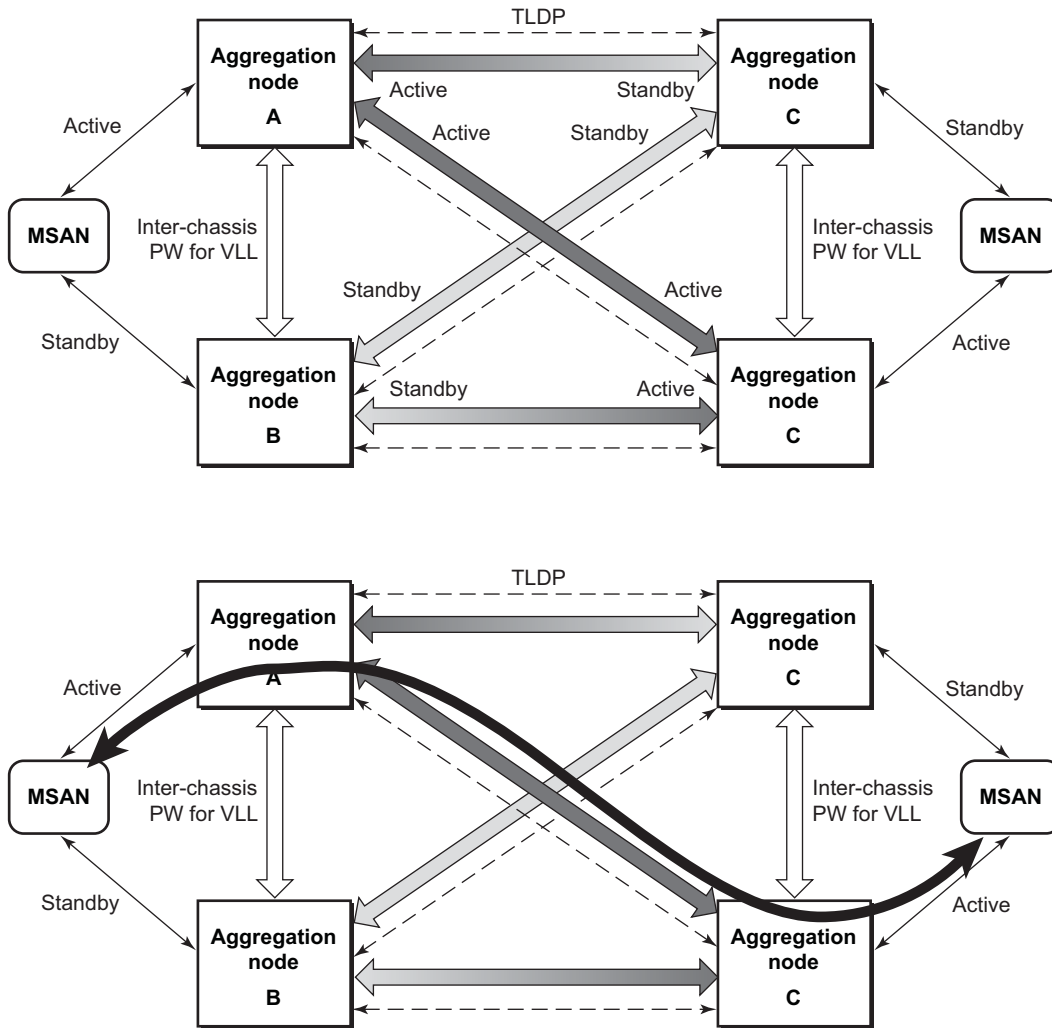 TLDP
Aggregation
node
A
Aggregation
node
C
Active
Standby
Active
Standby
Active
Standby
MSAN
Inter-chassis
PW for VLL
Inter-chassis
PW for VLL
MSAN
Standby
Active
Standby
Active
Aggregation
node
B
Aggregation
node
C
Standby
Active
TLDP
Aggregation
node
A
Aggregation
node
C
Active
Standby
MSAN
Inter-chassis
PW for VLL
Inter-chassis
PW for VLL
MSAN
Standby
Active
Aggregation
node
B
Aggregation
node
C